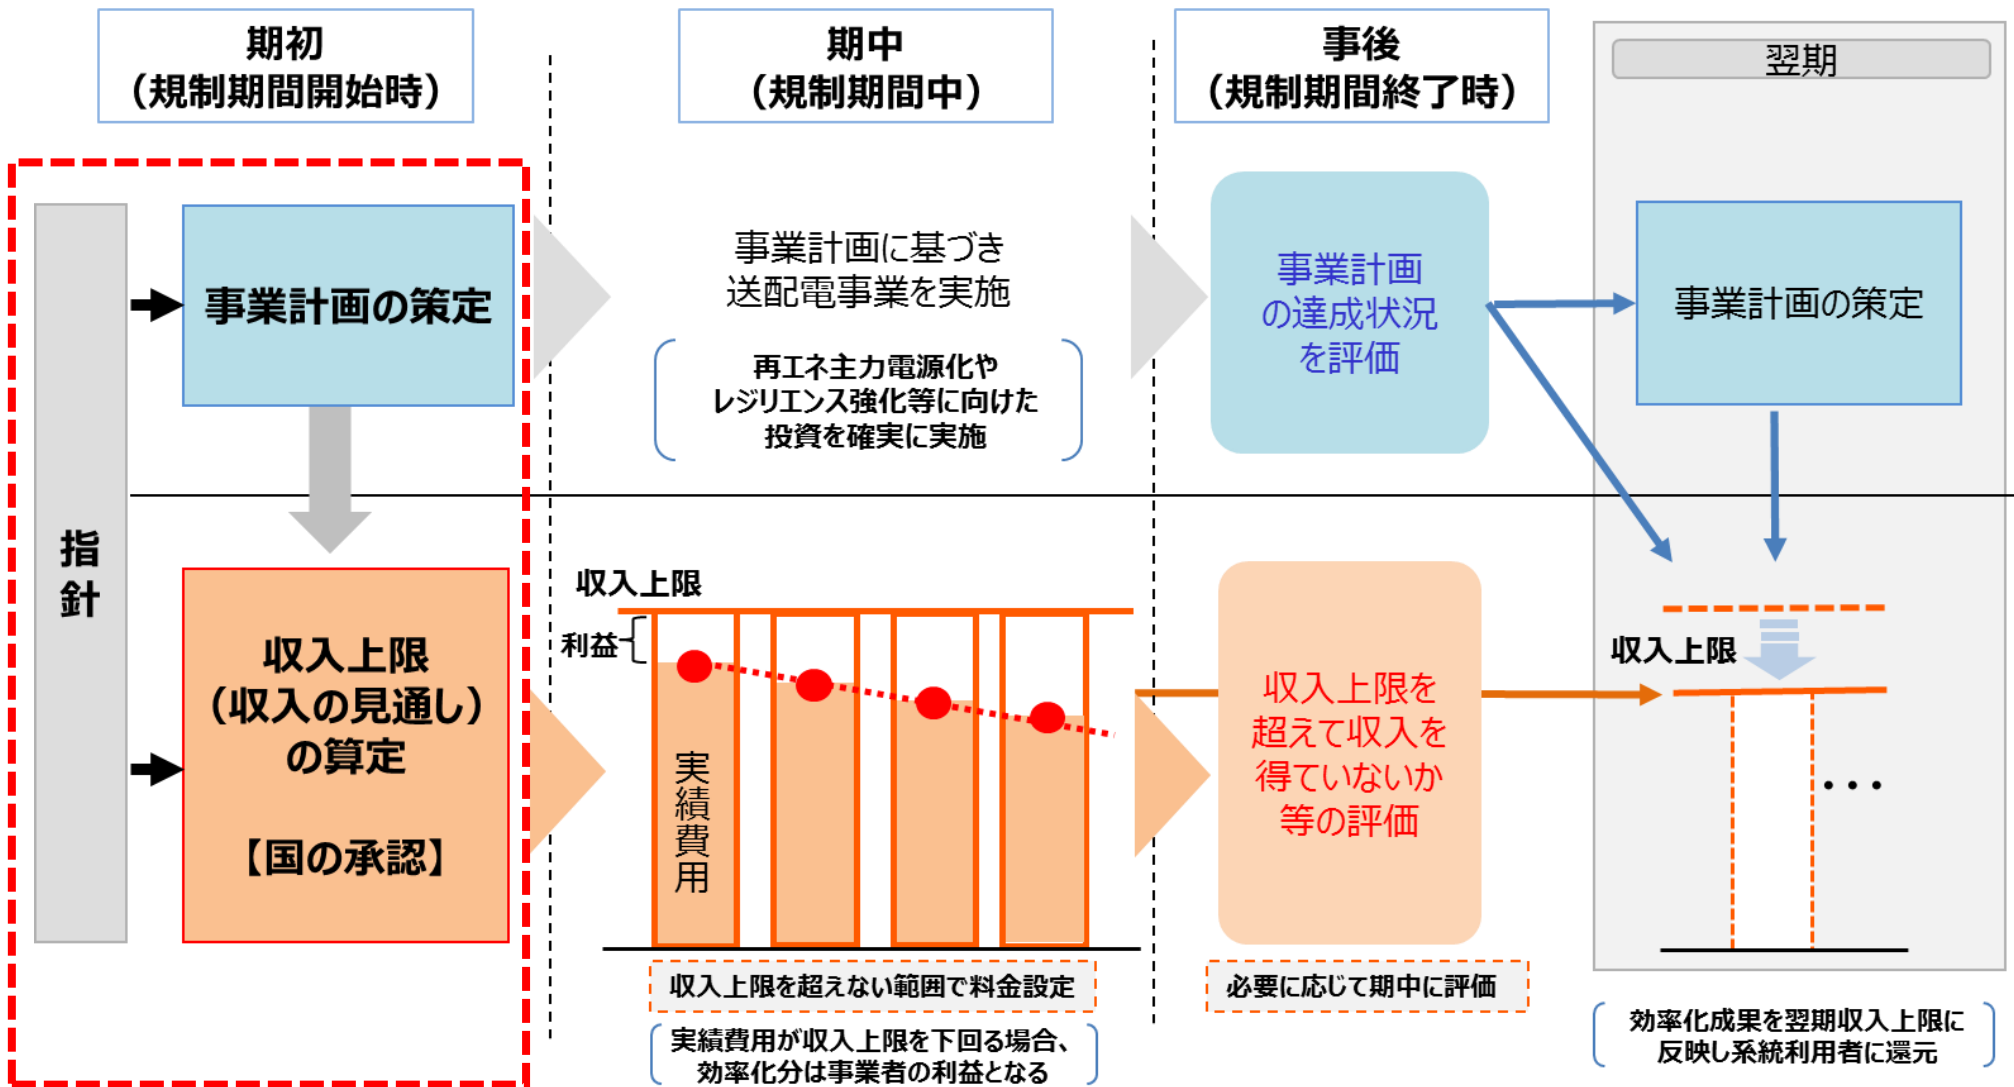 期初
（規制期間開始時）
期中
（規制期間中）
事後
（規制期間終了時）
翌期
指
針
事業計画の策定
事業計画に基づき
送配電事業を実施
再エネ主力電源化や
レジリエンス強化等に向けた
投資を確実に実施
事業計画
の達成状況
を評価
事業計画の策定
収入上限
（収入の見通し）
の算定
【国の承認】
収入上限
利益
実績費用
収入上限を超えない範囲で料金設定
実績費用が収入上限を下回る場合、
効率化分は事業者の利益となる
収入上限を
超えて収入を
得ていないか
等の評価
必要に応じて期中に評価
収入上限
・・・
効率化成果を翌期収入上限に
反映し系統利用者に還元